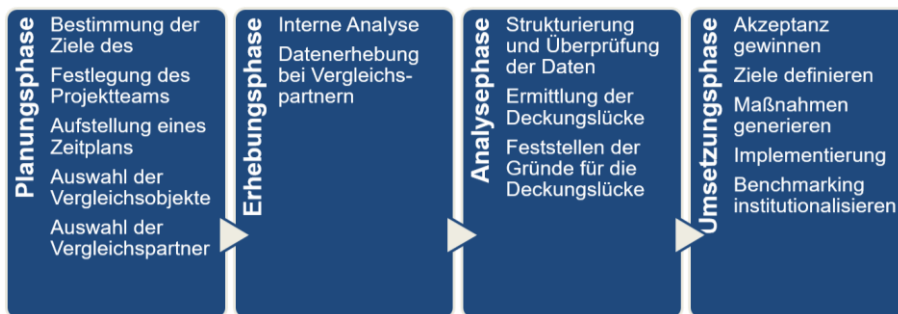 Planungsphase
Bestimmung der
Ziele des
Festlegung des
Projektteams
Aufstellung eines
Zeitplans
Auswahl der
Vergleichsobjekte
Auswahl der
Vergleichspartner
Erhebungsphase
Interne Analyse
Datenerhebung
bei Vergleichs-
partnern
Analysephase
Strukturierung
und Überprüfung
der Daten
Ermittlung der
Deckungslücke
Feststellen der
Gründe für die
Deckungslücke
Umsetzungsphase
Akzeptanz
gewinnen
Ziele definieren
Maßnahmen
generieren
Implementierung
Benchmarking
institutionalisieren